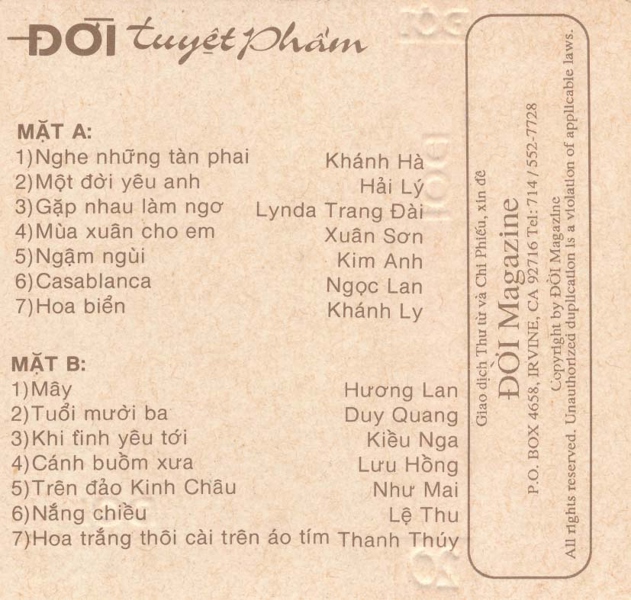 ĐỜI tuyệt phẩm
MẶT A:
1)Nghe những tàn phai Khánh Hà
2)Một đời yêu anh Hải Lý
3)Gặp nhau làm ngơ Lynda Trang Đài
4)Mùa xuân cho em Xuân Sơn
5)Ngậm ngùi Kim Anh
6)Casablanca Ngọc Lan
7)Hoa biển Khánh Ly
MẶT B:
1)Mây Hương Lan
2)Tuổi mười ba Duy Quang
3)Khi tình yêu tới Kiều Nga
4)Cánh buồm xưa Lưu Hồng
5)Trên đảo Kinh Châu Như Mai
6)Nắng chiều Lệ Thu
7)Hoa trắng thôi cài trên áo tím Thanh Thúy
Giao dịch Thư từ và Chi Phiếu, xin đề
ĐỜI Magazine
P.O. BOX 4658, IRVINE, CA 92716 Tel: 714 / 552-7728
Copyright by ĐỜI Magazine
All rights reserved. Unauthorized duplication is a violation of applicable laws.
ĐỜI
ĐỜI
20